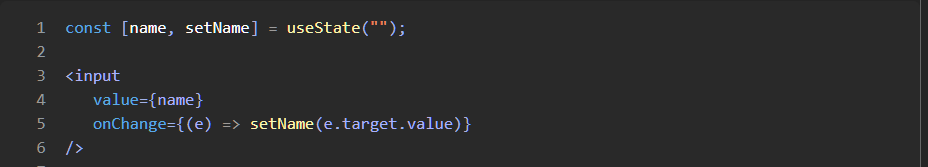 1 const [name, setName] = useState("");
2
3 <input
4 value={name}
5 onChange={(e) => setName(e.target.value)}
6 />